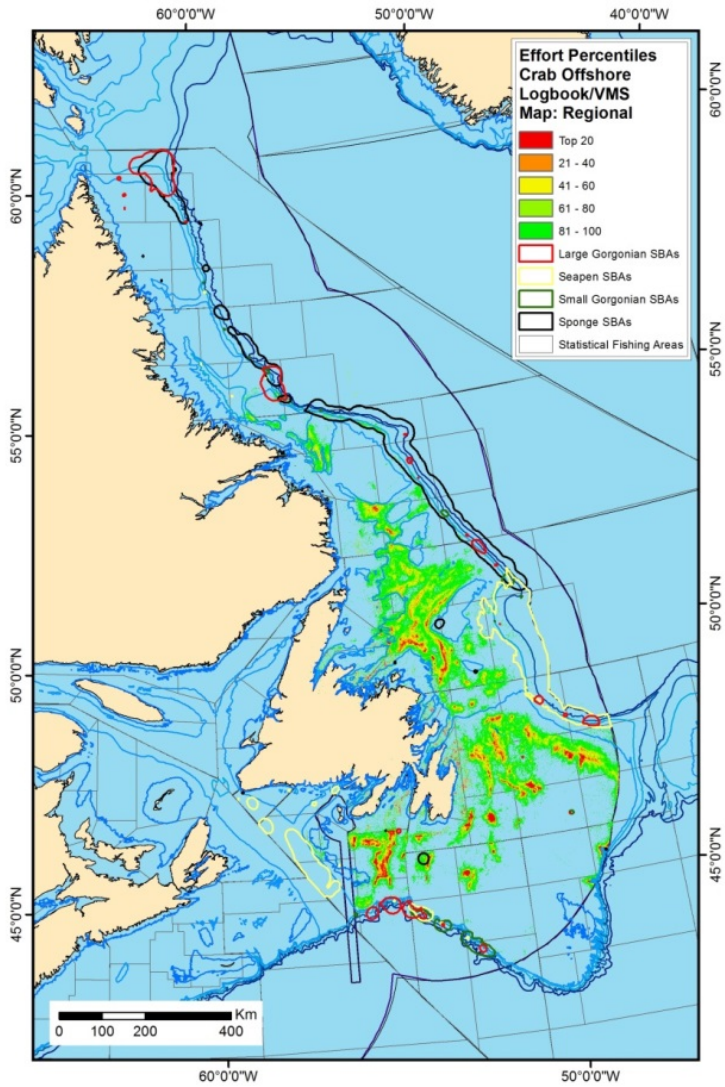 60°0'0"W 50°0'0"W 40°0'0"W
Effort Percentiles
Crab Offshore
Logbook/VMS
Map: Regional
Top 20
21 - 40
41 - 60
61 - 80
81 - 100
Large Gorgonian SBAs
Seapen SBAs
Small Gorgonian SBAs
Sponge SBAs
Statistical Fishing Areas
60°0'0"N
55°0'0"N
50°0'0"N
45°0'0"N
60°0'0"N
55°0'0"N
50°0'0"N
45°0'0"N
Km
0 100 200 400
60°0'0"W 50°0'0"W